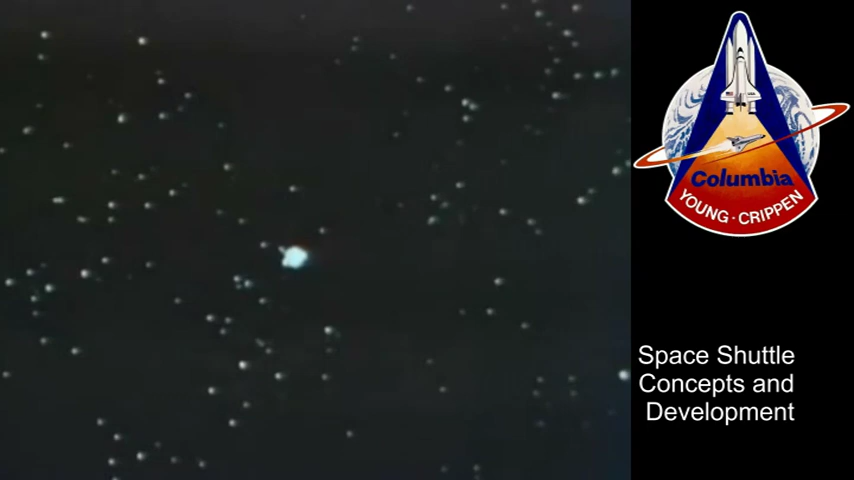 Columbia
YOUNG · CRIPPEN
Space Shuttle
Concepts and
Development